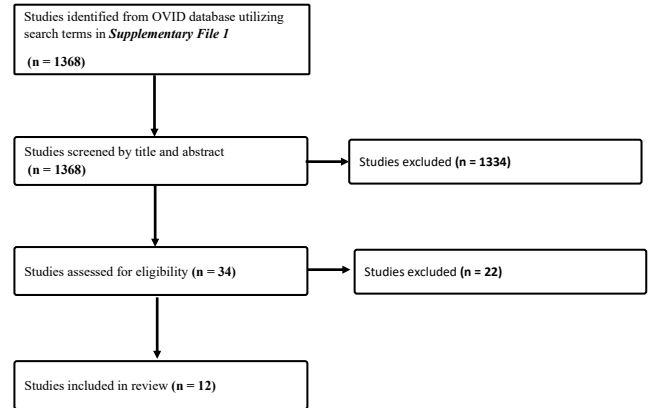 Studies identified from OVID database utilizing
search terms in Supplementary File 1
(n = 1368)
Studies screened by title and abstract
(n = 1368)
Studies excluded (n = 1334)
Studies assessed for eligibility (n = 34)
Studies excluded (n = 22)
Studies included in review (n = 12)